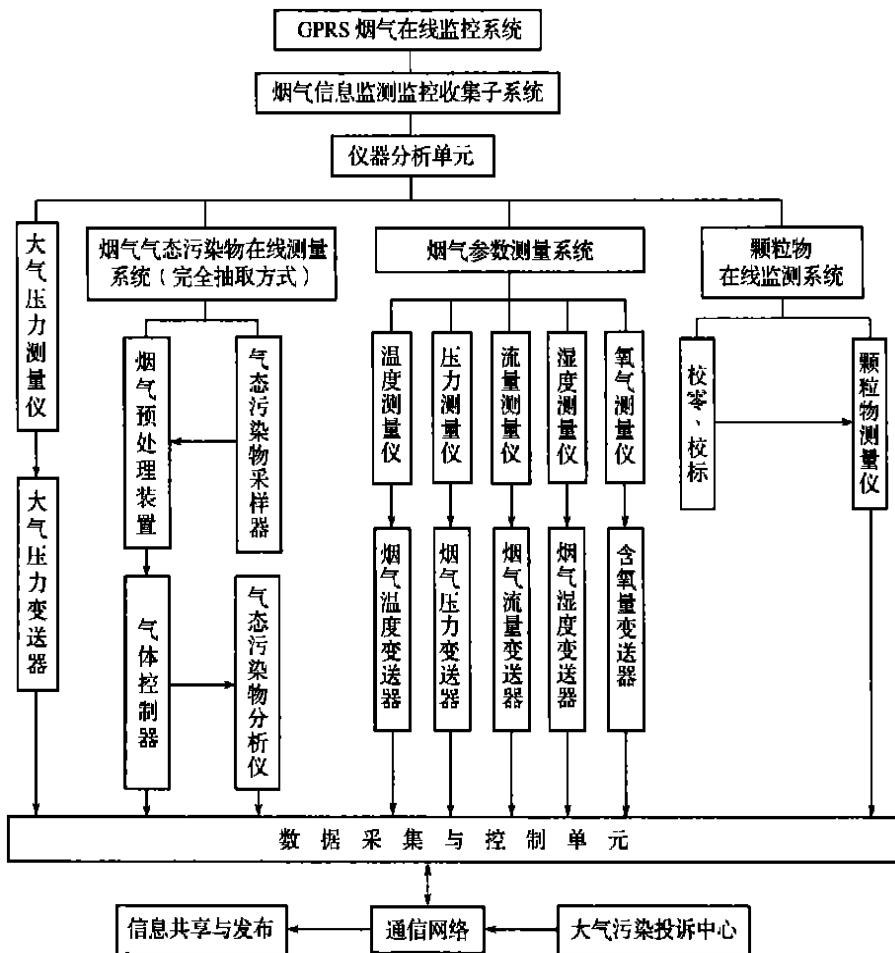 GPRS 烟气在线监控系统
烟气信息监测监控收集子系统
仪器分析单元
大气压力测量仪
烟气气态污染物在线测量
系统（完全抽取方式）
烟气参数测量系统
颗粒物
在线监测系统
烟气预处理装置
气态污染物采样器
温度测量仪
压力测量仪
流量测量仪
湿度测量仪
氧气测量仪
校零、校标
颗粒物测量仪
大气压力变送器
气体控制器
气态污染物分析仪
烟气温度变送器
烟气压力变送器
烟气流量变送器
烟气湿度变送器
含氧量变送器
数据采集与控制单元
信息共享与发布
通信网络
大气污染投诉中心